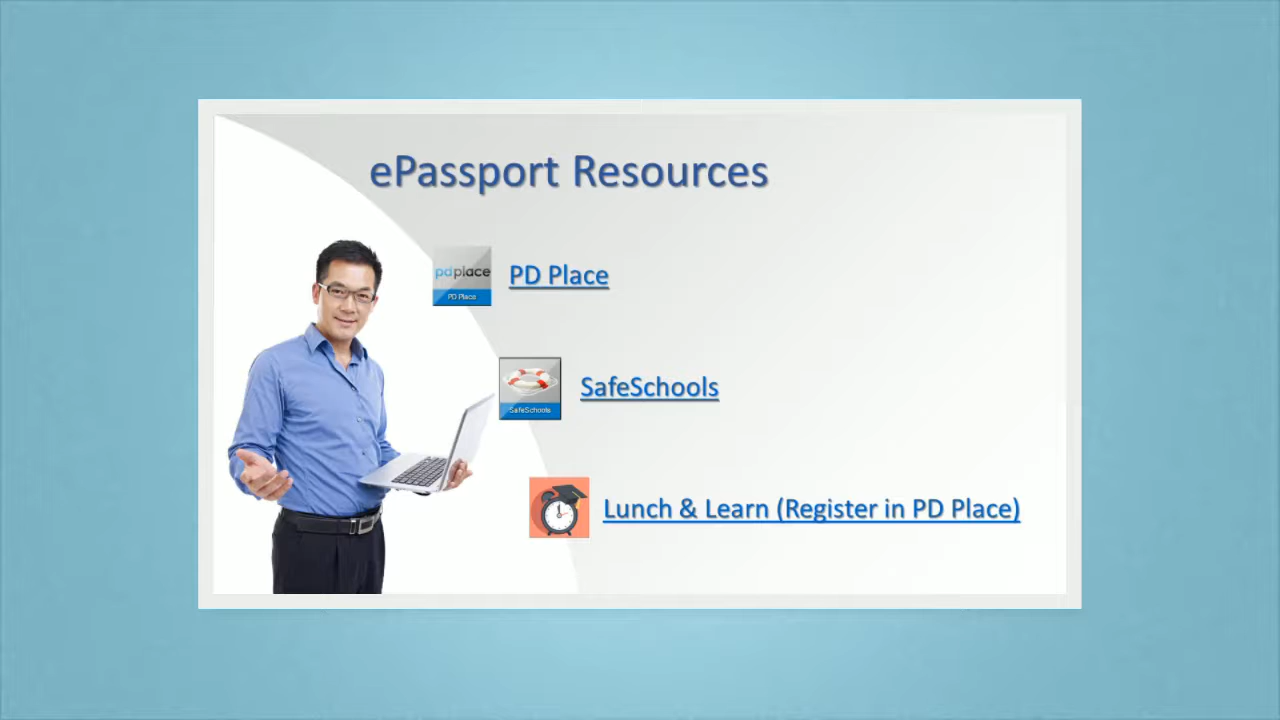 ePassport Resources
pdplace
PD Place
PD Place
SafeSchools
SafeSchools
Lunch & Learn (Register in PD Place)